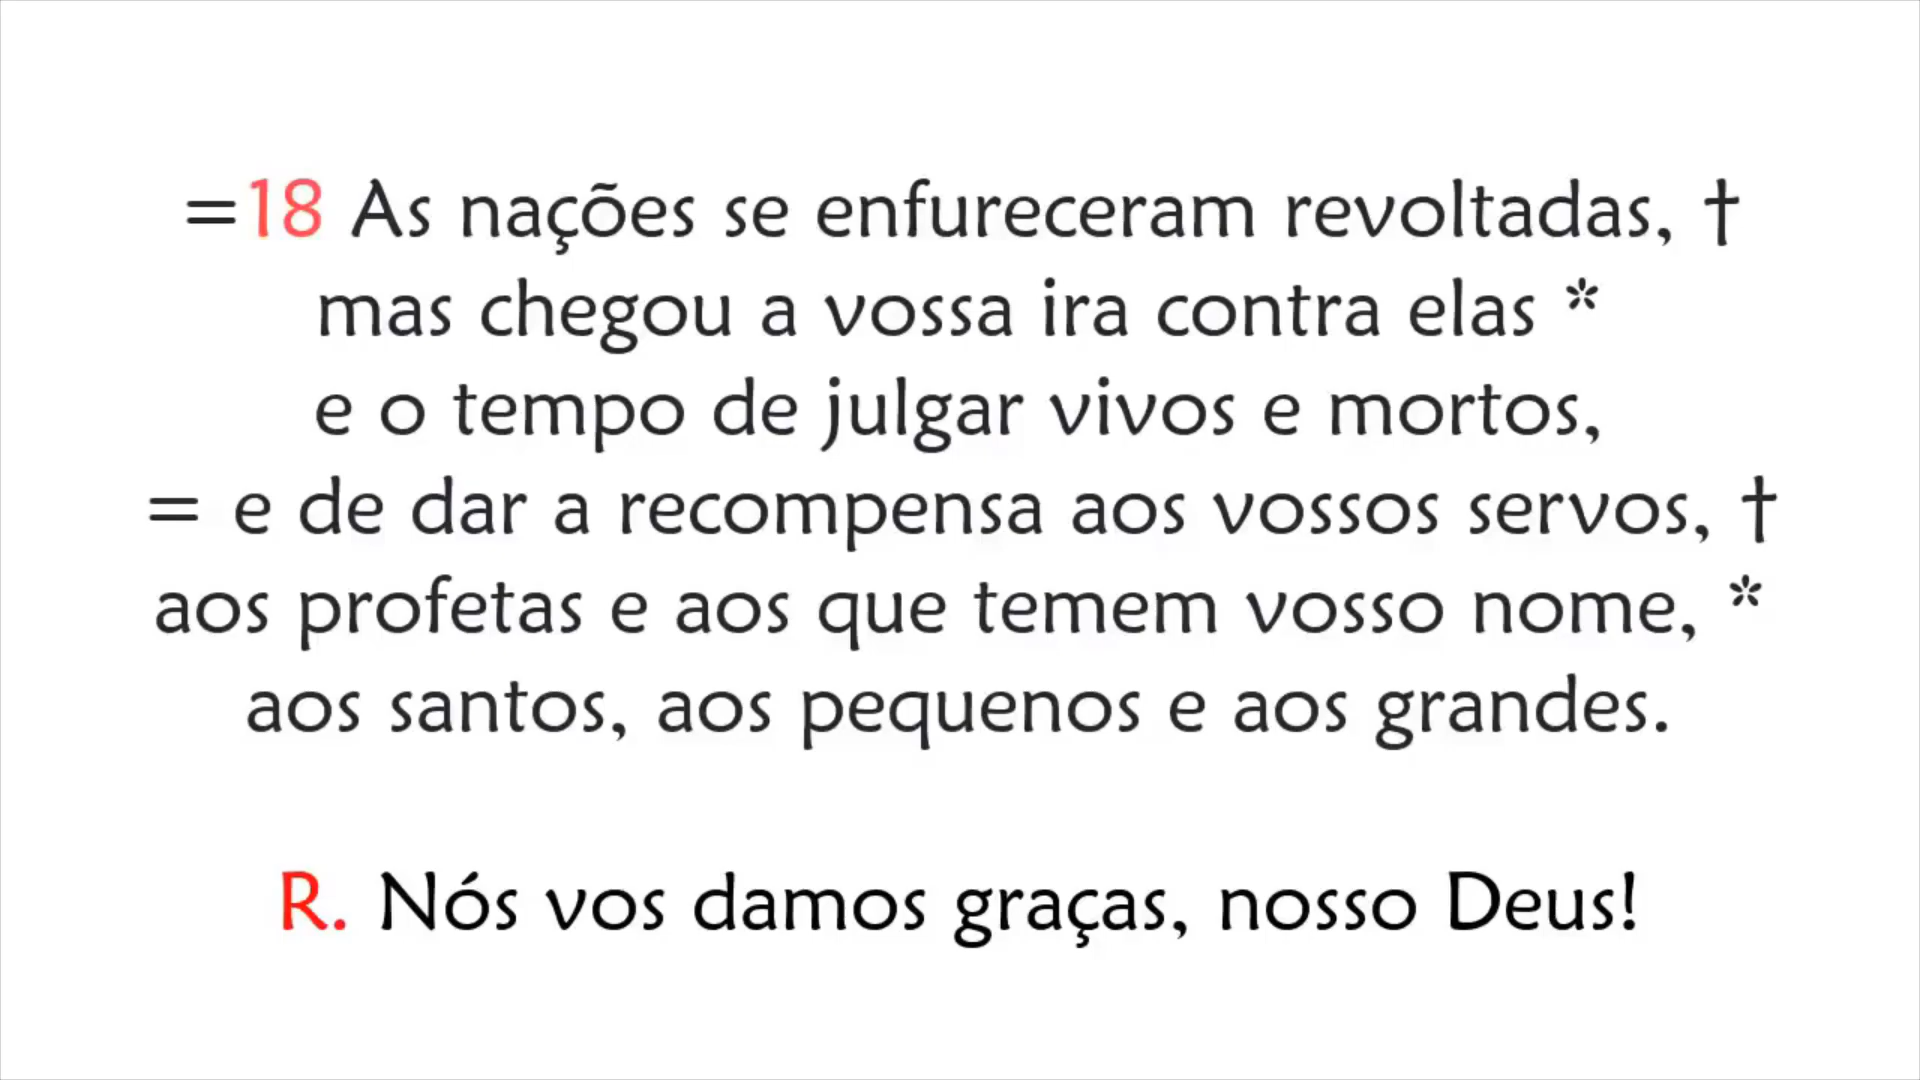 =18 As nações se enfureceram revoltadas, †
mas chegou a vossa ira contra elas *
e o tempo de julgar vivos e mortos,
= e de dar a recompensa aos vossos servos, †
aos profetas e aos que temem vosso nome, *
aos santos, aos pequenos e aos grandes.
R. Nós vos damos graças, nosso Deus!